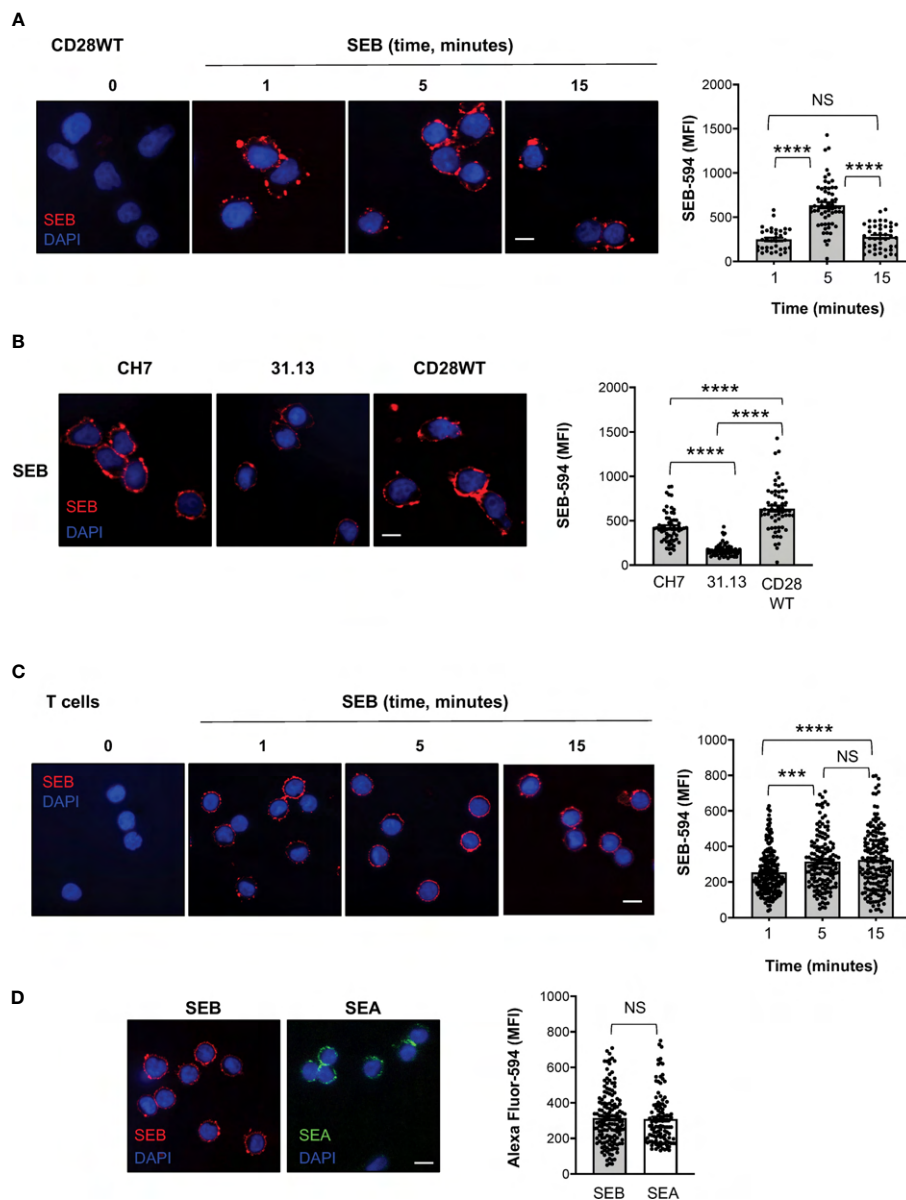 A
CD28WT
SEB (time, minutes)
0
1
5
15
SEB
DAPI
SEB-594 (MFI)
2000
1500
1000
500
0
NS
****
****
1
5
15
Time (minutes)
B
CH7
31.13
CD28WT
SEB
SEB
DAPI
SEB-594 (MFI)
2000
1500
1000
500
0
****
****
****
CH7
31.13
CD28
WT
C
T cells
SEB (time, minutes)
0
1
5
15
SEB
DAPI
SEB-594 (MFI)
1000
800
600
400
200
0
****
NS
***
1
5
15
Time (minutes)
D
SEB
SEA
SEB
DAPI
SEA
DAPI
Alexa Fluor-594 (MFI)
1000
800
600
400
200
0
NS
SEB
SEA